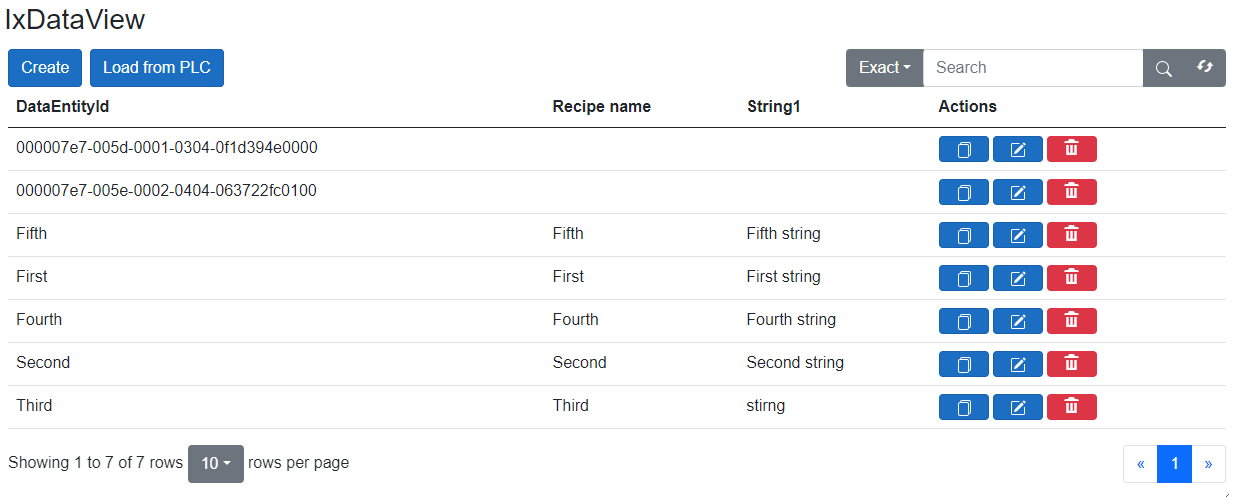 IxDataView
Create Load from PLC Exact Search
DataEntityId Recipe name String1 Actions
000007e7-005d-0001-0304-0f1d394e0000
000007e7-005e-0002-0404-063722fc0100
Fifth Fifth Fifth string
First First First string
Fourth Fourth Fourth string
Second Second Second string
Third Third stirng
Showing 1 to 7 of 7 rows 10 rows per page « 1 »